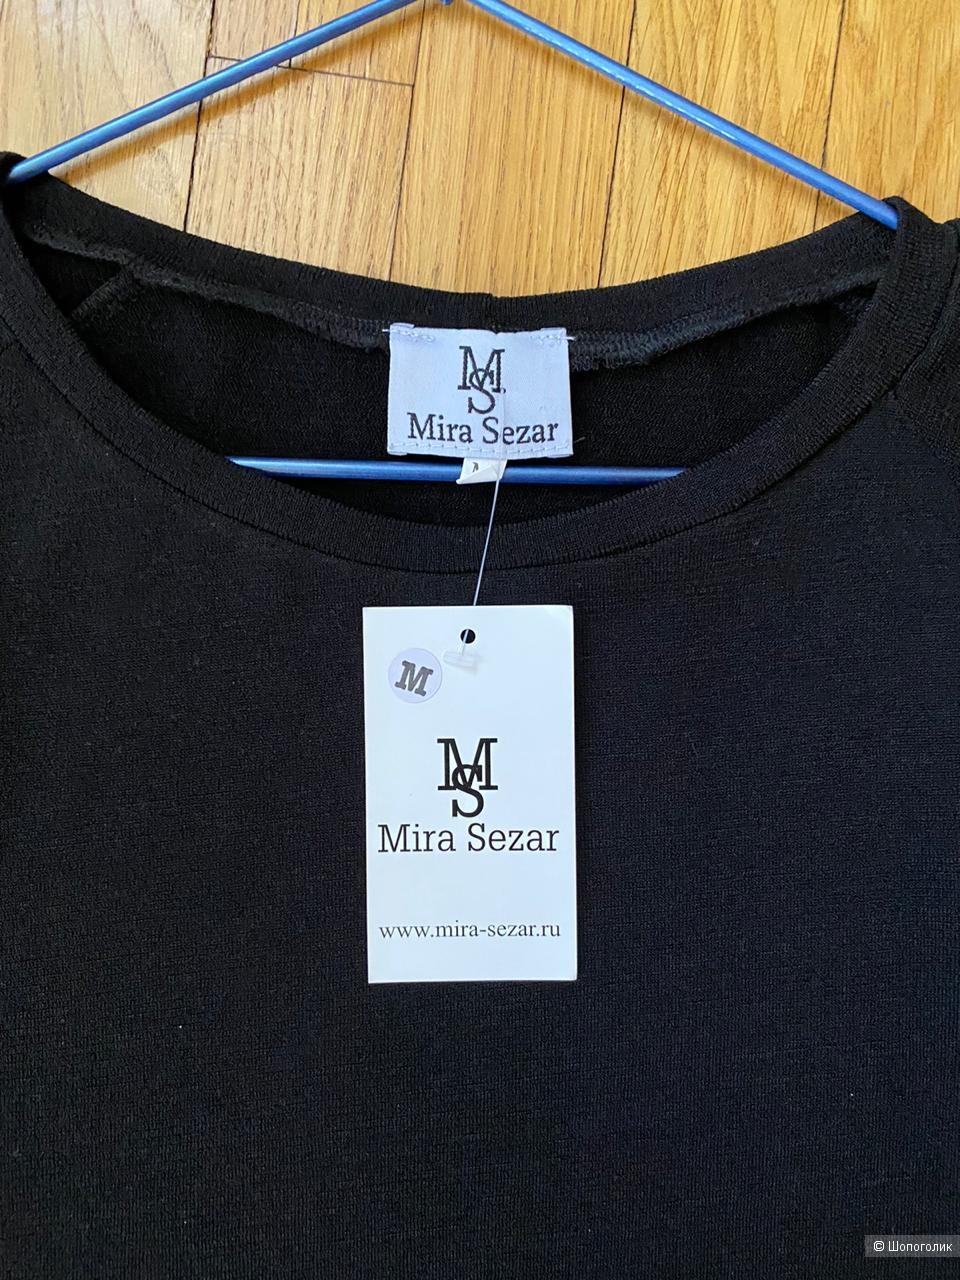 MS
Mira Sezar
M
M
MS
Mira Sezar
www.mira-sezar.ru
© Шопоголик